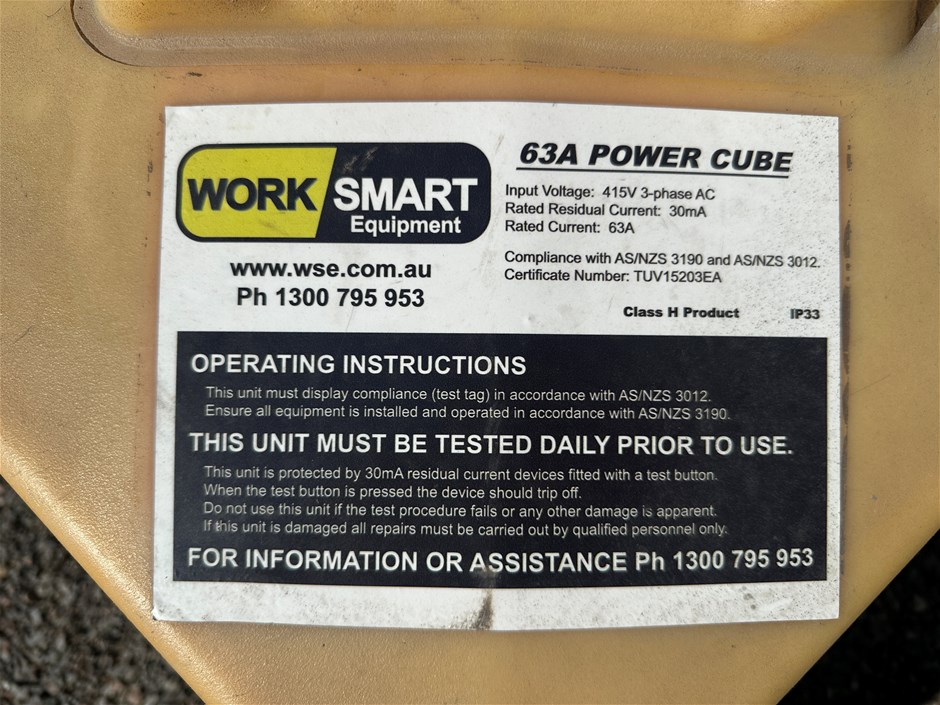 WORK SMART
Equipment
www.wse.com.au
Ph 1300 795 953
63A POWER CUBE
Input Voltage: 415V 3-phase AC
Rated Residual Current: 30mA
Rated Current: 63A
Compliance with AS/NZS 3190 and AS/NZS 3012.
Certificate Number: TUV15203EA
Class H Product IP33
OPERATING INSTRUCTIONS
This unit must display compliance (test tag) in accordance with AS/NZS 3012.
Ensure all equipment is installed and operated in accordance with AS/NZS 3190.
THIS UNIT MUST BE TESTED DAILY PRIOR TO USE.
This unit is protected by 30mA residual current devices fitted with a test button.
When the test button is pressed the device should trip off.
Do not use this unit if the test procedure fails or any other damage is apparent.
If this unit is damaged all repairs must be carried out by qualified personnel only.
FOR INFORMATION OR ASSISTANCE Ph 1300 795 953